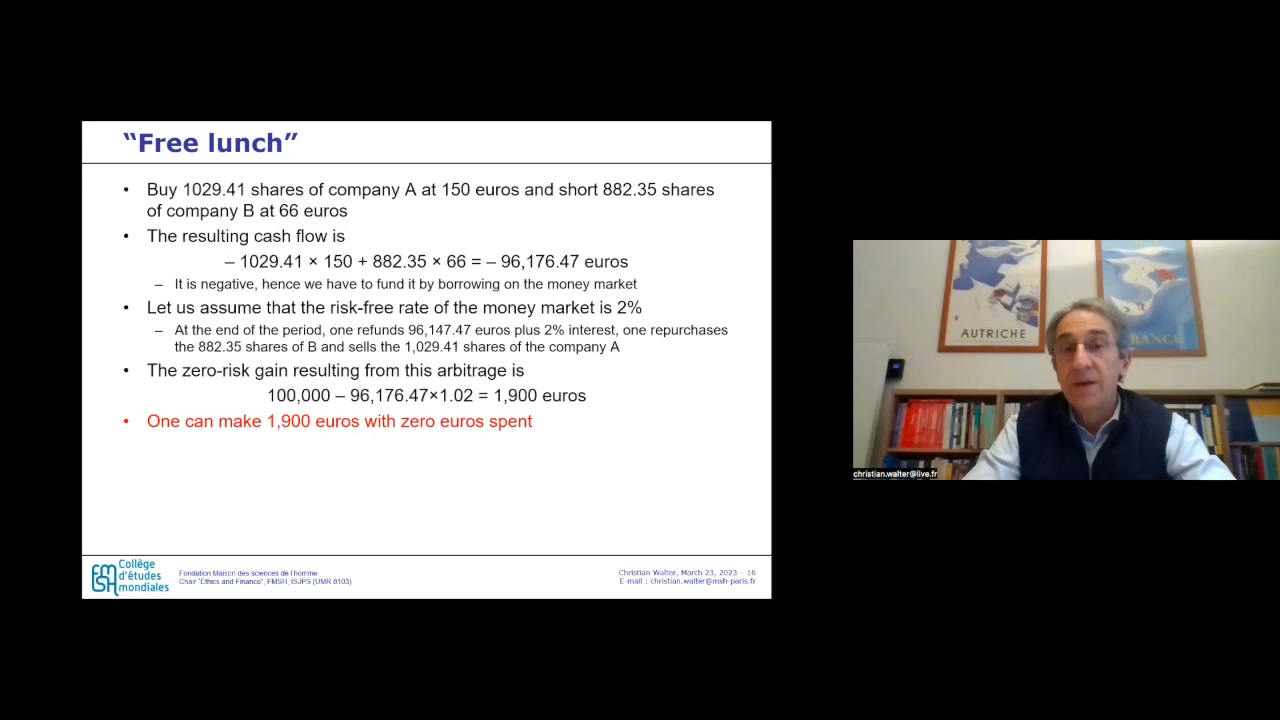 “Free lunch”
• Buy 1029.41 shares of company A at 150 euros and short 882.35 shares
of company B at 66 euros
• The resulting cash flow is
– 1029.41 × 150 + 882.35 × 66 = – 96,176.47 euros
– It is negative, hence we have to fund it by borrowing on the money market
• Let us assume that the risk-free rate of the money market is 2%
– At the end of the period, one refunds 96,147.47 euros plus 2% interest, one repurchases
the 882.35 shares of B and sells the 1,029.41 shares of the company A
• The zero-risk gain resulting from this arbitrage is
100,000 – 96,176.47×1.02 = 1,900 euros
• One can make 1,900 euros with zero euros spent
FMSH
Collège
d’études
mondiales
Fondation Maison des sciences de l’homme
Chair “Ethics and Finance”, FMSH, ISJPS (UMR 8103)
Christian Walter, March 23, 2023 – 16
E-mail : christian.walter@msh-paris.fr
AUTRICHE
FRANCE
christian.walter@live.fr